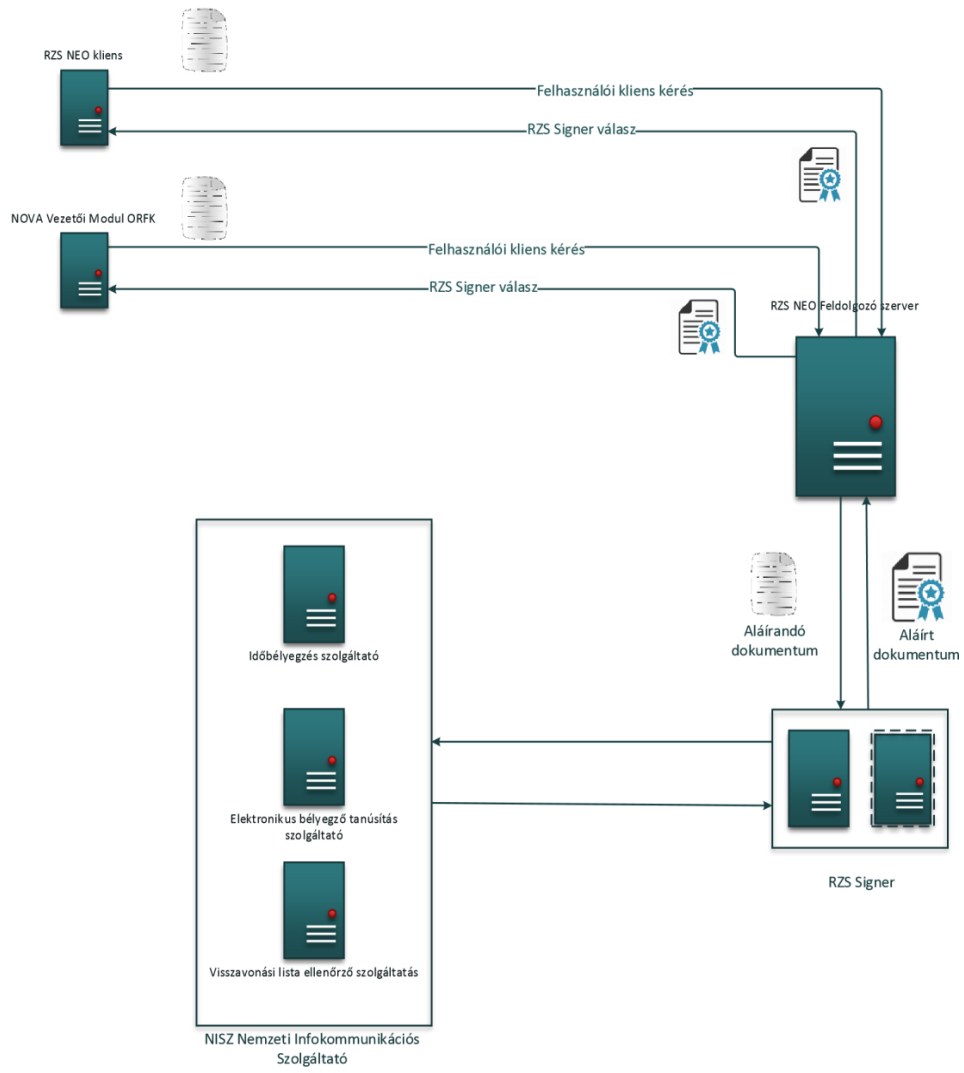 RZS NEO kliens
Felhasználói kliens kérés
RZS Signer válasz
NOVA Vezetői Modul ORFK
Felhasználói kliens kérés
RZS Signer válasz
RZS NEO Feldolgozó szerver
Aláírandó
dokumentum
Aláírt
dokumentum
Időbélyegzés szolgáltató
Elektronikus bélyegző tanúsítás
szolgáltató
RZS Signer
Visszavonási lista ellenőrző szolgáltatás
NISZ Nemzeti Infokommunikációs
Szolgáltató